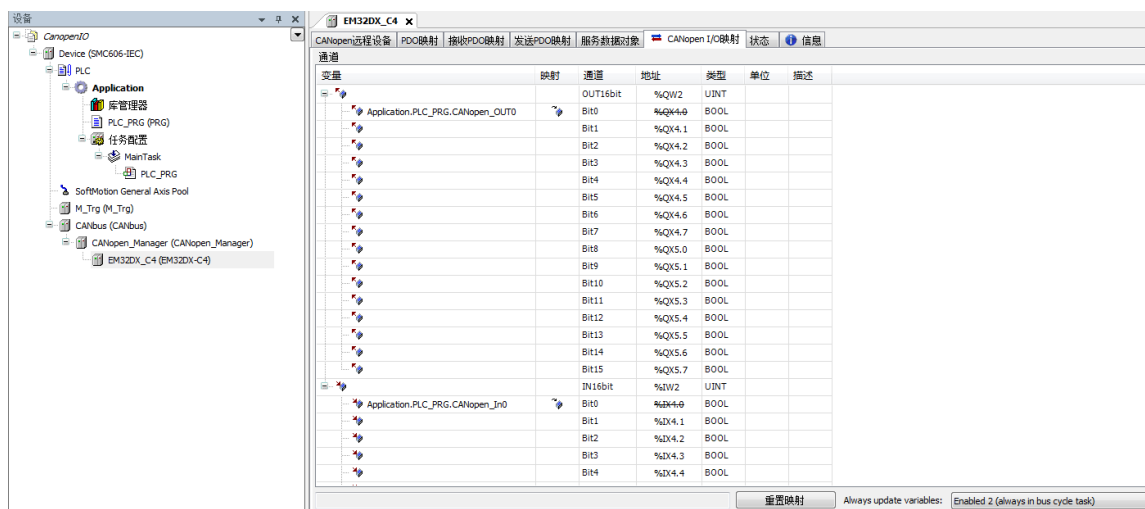 设备
CanopenIO
Device (SMC606-IEC)
PLC
Application
库管理器
PLC_PRG (PRG)
任务配置
MainTask
PLC_PRG
SoftMotion General Axis Pool
M_Trg (M_Trg)
CANbus (CANbus)
CANopen_Manager (CANopen_Manager)
EM32DX_C4 (EM32DX-C4)
EM32DX_C4
CANopen远程设备 PDO映射 接收PDO映射 发送PDO映射 服务数据对象 CANopen I/O映射 状态 信息
通道
变量 映射 通道 地址 类型 单位 描述
OUT16bit %QW2 UINT
Application.PLC_PRG.CANopen_OUT0 Bit0 %QX4.0 BOOL
Bit1 %QX4.1 BOOL
Bit2 %QX4.2 BOOL
Bit3 %QX4.3 BOOL
Bit4 %QX4.4 BOOL
Bit5 %QX4.5 BOOL
Bit6 %QX4.6 BOOL
Bit7 %QX4.7 BOOL
Bit8 %QX5.0 BOOL
Bit9 %QX5.1 BOOL
Bit10 %QX5.2 BOOL
Bit11 %QX5.3 BOOL
Bit12 %QX5.4 BOOL
Bit13 %QX5.5 BOOL
Bit14 %QX5.6 BOOL
Bit15 %QX5.7 BOOL
IN16bit %IW2 UINT
Application.PLC_PRG.CANopen_In0 Bit0 %IX4.0 BOOL
Bit1 %IX4.1 BOOL
Bit2 %IX4.2 BOOL
Bit3 %IX4.3 BOOL
Bit4 %IX4.4 BOOL
重置映射 Always update variables: Enabled 2 (always in bus cycle task)